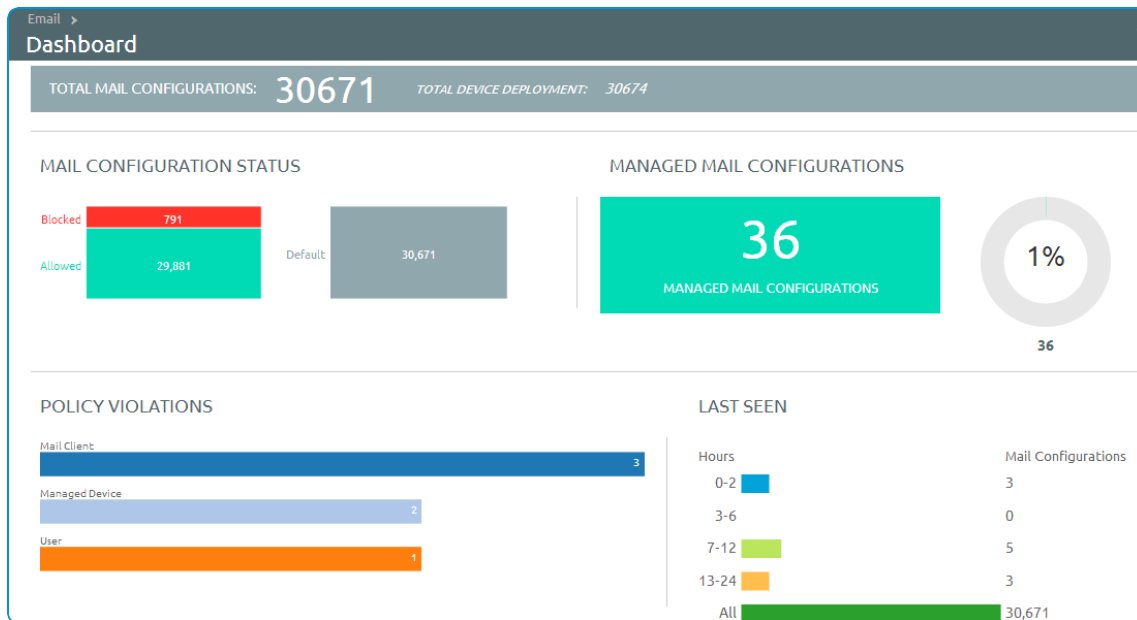 Email >
Dashboard
TOTAL MAIL CONFIGURATIONS: 30671 TOTAL DEVICE DEPLOYMENT: 30674
MAIL CONFIGURATION STATUS
Blocked 791
Allowed 29,881
Default 30,671
MANAGED MAIL CONFIGURATIONS
36
MANAGED MAIL CONFIGURATIONS
1%
36
POLICY VIOLATIONS
Mail Client
3
Managed Device
2
User
1
LAST SEEN
Hours Mail Configurations
0-2 3
3-6 0
7-12 5
13-24 3
All 30,671